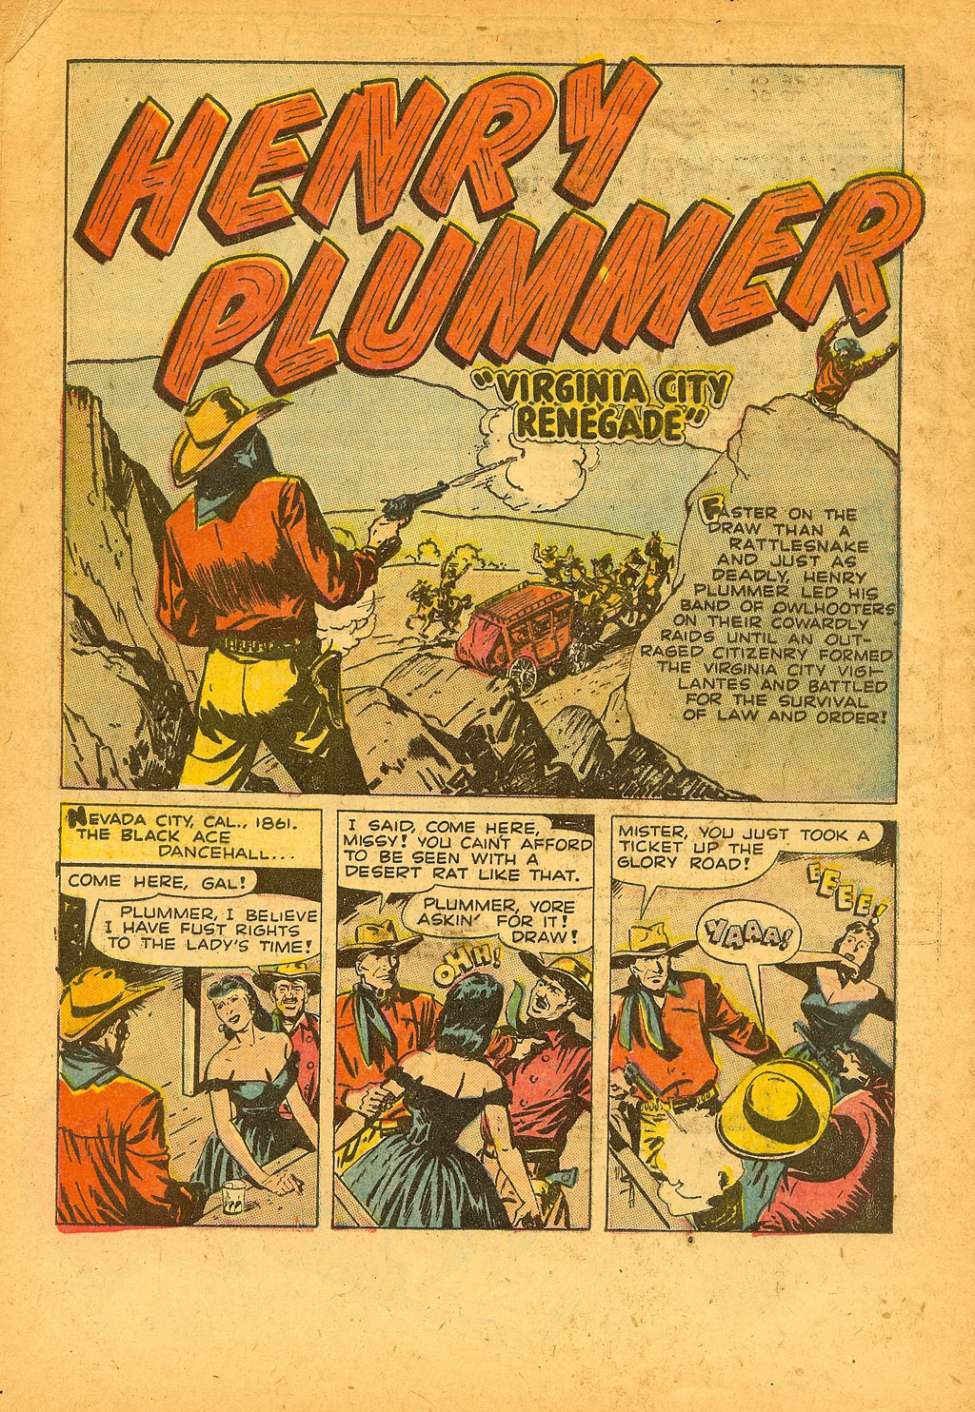 HENRY
PLUMMER
"VIRGINIA CITY
RENEGADE"
FASTER ON THE
DRAW THAN A
RATTLESNAKE
AND JUST AS
DEADLY, HENRY
PLUMMER LED HIS
BAND OF OWLHOOTERS
ON THEIR COWARDLY
RAIDS UNTIL AN OUT-
RAGED CITIZENRY FORMED
THE VIRGINIA CITY VIGI-
LANTES AND BATTLED
FOR THE SURVIVAL
OF LAW AND ORDER!
NEVADA CITY, CAL., 1861.
THE BLACK ACE
DANCEHALL...
COME HERE, GAL!
PLUMMER, I BELIEVE
I HAVE FUST RIGHTS
TO THE LADY'S TIME!
I SAID, COME HERE,
MISSY! YOU CAIN'T AFFORD
TO BE SEEN WITH A
DESERT RAT LIKE THAT.
PLUMMER, YORE
ASKIN' FOR IT!
DRAW!
OHH!
MISTER, YOU JUST TOOK A
TICKET UP THE
GLORY ROAD!
YAAA!
EEEEE!